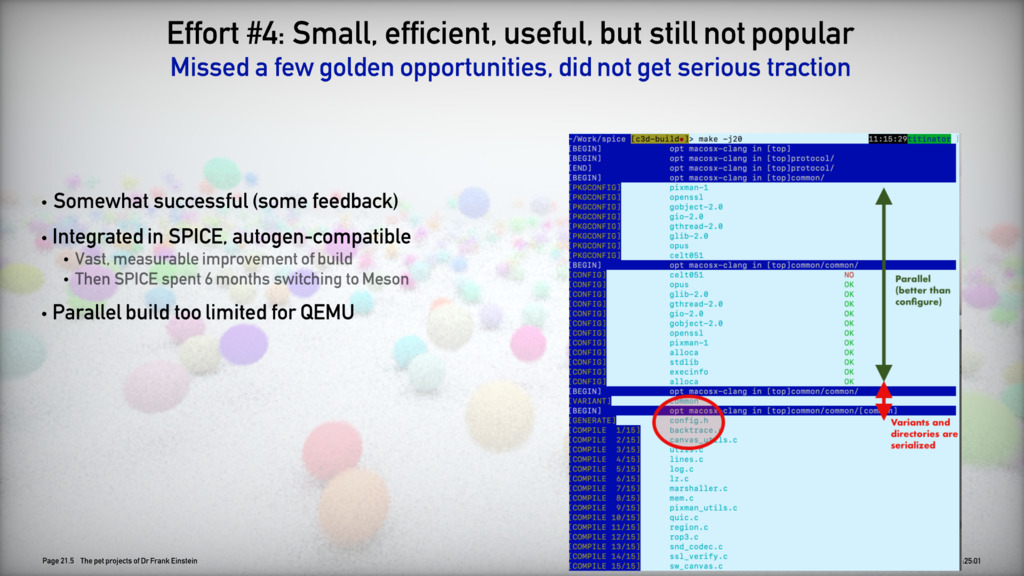 Effort #4: Small, efficient, useful, but still not popular
Missed a few golden opportunities, did not get serious traction
• Somewhat successful (some feedback)
• Integrated in SPICE, autogen-compatible
• Vast, measurable improvement of build
• Then SPICE spent 6 months switching to Meson
• Parallel build too limited for QEMU
~/Work/spice [c3d-build●]> make -j20 11:15:29
[BEGIN] opt macosx-clang in [top]
[BEGIN] opt macosx-clang in [top]protocol/
[END] opt macosx-clang in [top]protocol/
[BEGIN] opt macosx-clang in [top]common/
[PKGCONFIG] pixman-1
[PKGCONFIG] openssl
[PKGCONFIG] gobject-2.0
[PKGCONFIG] gio-2.0
[PKGCONFIG] gthread-2.0
[PKGCONFIG] glib-2.0
[PKGCONFIG] opus
[PKGCONFIG] celt051
[BEGIN] opt macosx-clang in [top]common/common/
[CONFIG] celt051 NO
[CONFIG] opus OK
[CONFIG] glib-2.0 OK
[CONFIG] gthread-2.0 OK
[CONFIG] gio-2.0 OK
[CONFIG] gobject-2.0 OK
[CONFIG] openssl OK
[CONFIG] pixman-1 OK
[CONFIG] alloca OK
[CONFIG] stdlib OK
[CONFIG] execinfo OK
[CONFIG] alloca OK
[BEGIN] opt macosx-clang in [top]common/common/
[VARIANT] common
[BEGIN] opt macosx-clang in [top]common/common/[common]
[GENERATE] config.h
[COMPILE 1/15] backtrace.c
[COMPILE 2/15] canvas_utils.c
[COMPILE 3/15] utils.c
[COMPILE 4/15] lines.c
[COMPILE 5/15] log.c
[COMPILE 6/15] lz.c
[COMPILE 7/15] marshaller.c
[COMPILE 8/15] mem.c
[COMPILE 9/15] pixman_utils.c
[COMPILE 10/15] quic.c
[COMPILE 11/15] region.c
[COMPILE 12/15] rop3.c
[COMPILE 13/15] snd_codec.c
[COMPILE 14/15] ssl_verify.c
[COMPILE 15/15] sw_canvas.c
Parallel
(better than
configure)
Variants and
directories are
serialized
Page 21.5 The pet projects of Dr Frank Einstein
:25.01